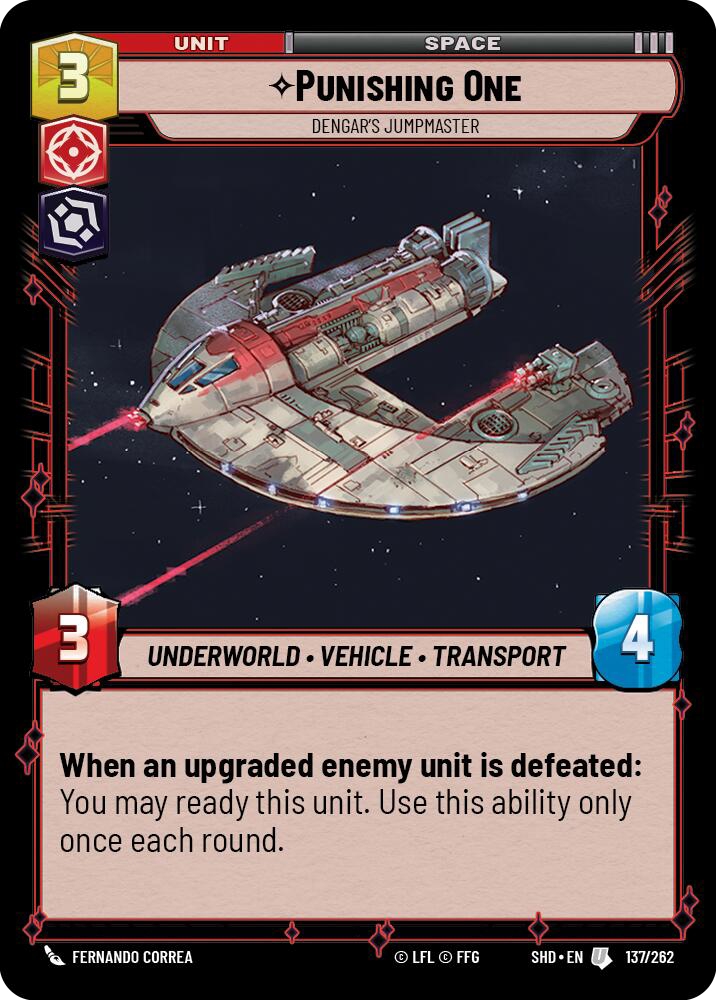 UNIT SPACE
3
PUNISHING ONE
DENGAR'S JUMPMASTER
3
UNDERWORLD • VEHICLE • TRANSPORT
4
When an upgraded enemy unit is defeated:
You may ready this unit. Use this ability only
once each round.
FERNANDO CORREA © LFL © FFG SHD • EN U 137/262